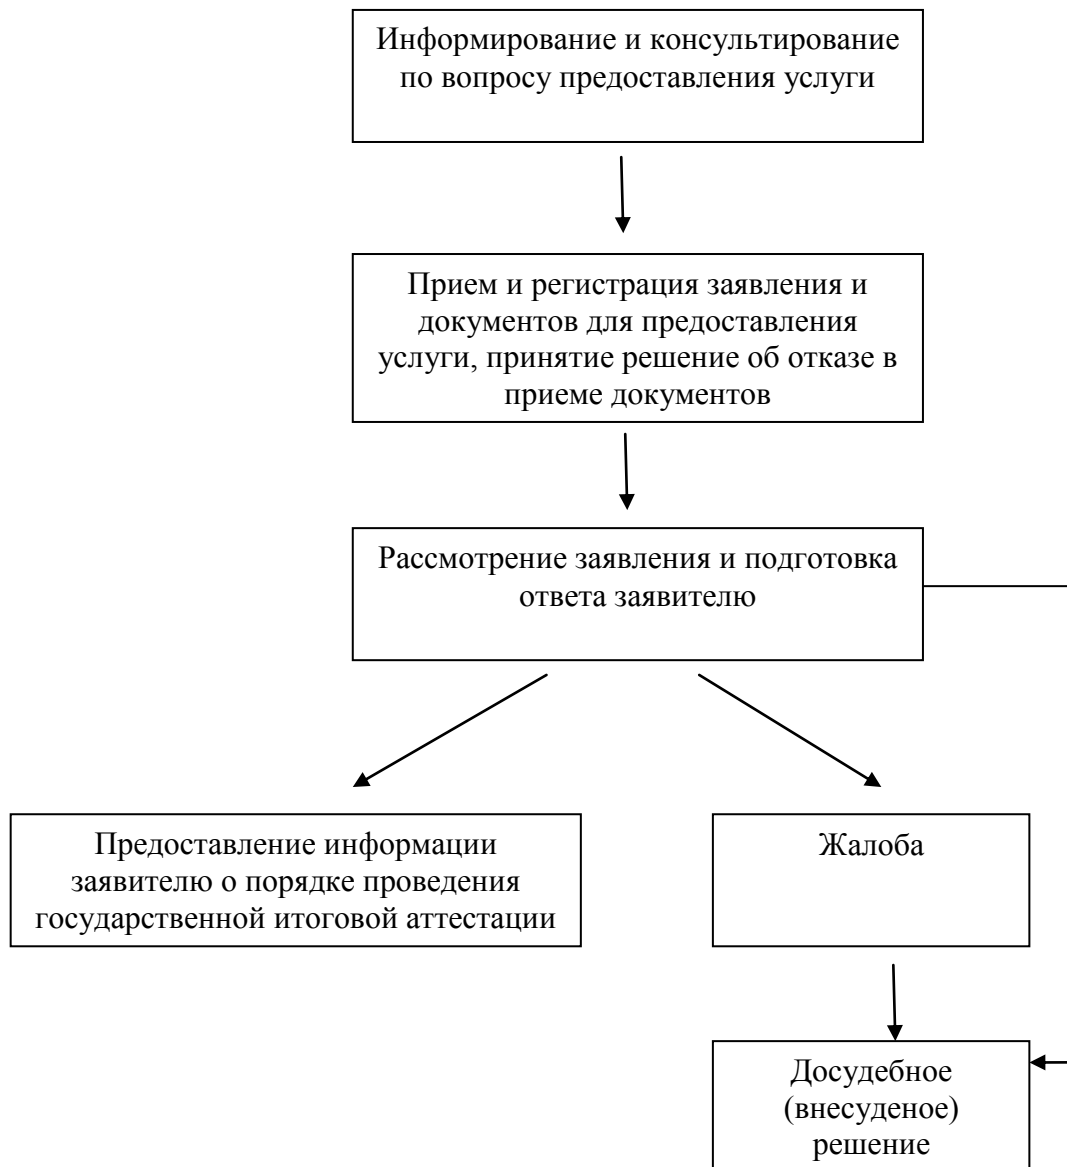 Информирование и консультирование
по вопросу предоставления услуги
Прием и регистрация заявления и
документов для предоставления
услуги, принятие решение об отказе в
приеме документов
Рассмотрение заявления и подготовка
ответа заявителю
Предоставление информации
заявителю о порядке проведения
государственной итоговой аттестации
Жалоба
Досудебное
(внесуденое)
решение